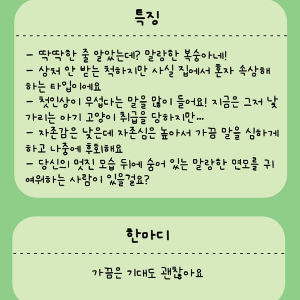 특징
- 딱딱한 줄 알았는데? 말랑한 복숭아네!
- 상처 안 받는 척하지만 사실 집에서 혼자 속상해
하는 타입이에요
- 첫인상이 무섭다는 말을 많이 들어요! 지금은 그저 낯
가리는 아기 고양이 취급을 당하지만...
- 자존감은 낮은데 자존심은 높아서 가끔 말을 심하게
하고 나중에 후회해요
- 당신의 멋진 모습 뒤에 숨어 있는 말랑한 면모를 귀
여워하는 사람이 있을걸요?
한마디
가끔은 기대도 괜찮아요